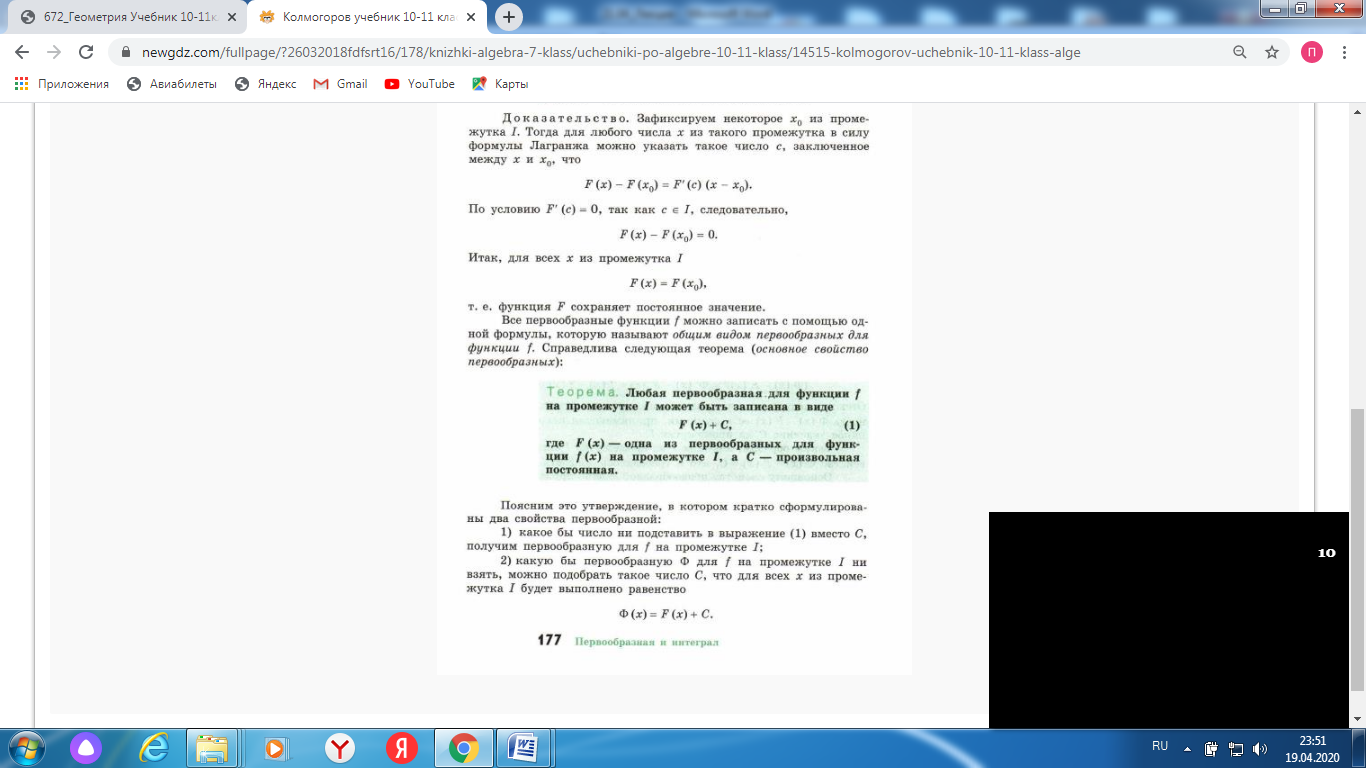 672_Геометрия Учебник 10-11к
Колмогоров учебник 10-11 кла
newgdz.com/fullpage/?26032018fdfsrt16/178/knizhki-algebra-7-klass/uchebniki-po-algebre-10-11-klass/14515-kolmogorov-uchebnik-10-11-klass-alge
П
Приложения Авиабилеты Яндекс Gmail YouTube Карты
Доказательство. Зафиксируем некоторое x₀ из проме-
жутка I. Тогда для любого числа x из такого промежутка в силу
формулы Лагранжа можно указать такое число c, заключенное
между x и x₀, что
F (x) − F (x₀) = F′ (c) (x − x₀).
По условию F′ (c) = 0, так как c ∈ I, следовательно,
F (x) − F (x₀) = 0.
Итак, для всех x из промежутка I
F (x) = F (x₀),
т. е. функция F сохраняет постоянное значение.
Все первообразные функции f можно записать с помощью од-
ной формулы, которую называют общим видом первообразных для
функции f. Справедлива следующая теорема (основное свойство
первообразных):
Теорема. Любая первообразная для функции f
на промежутке I может быть записана в виде
F (x) + C, (1)
где F (x) — одна из первообразных для функ-
ции f (x) на промежутке I, а C — произвольная
постоянная.
Поясним это утверждение, в котором кратко сформулирова-
ны два свойства первообразной:
1) какое бы число ни подставить в выражение (1) вместо C,
получим первообразную для f на промежутке I;
2) какую бы первообразную Φ для f на промежутке I ни
взять, можно подобрать такое число C, что для всех x из проме-
жутка I будет выполнено равенство
Φ (x) = F (x) + C.
177 Первообразная и интеграл
10
RU
23:51
19.04.2020